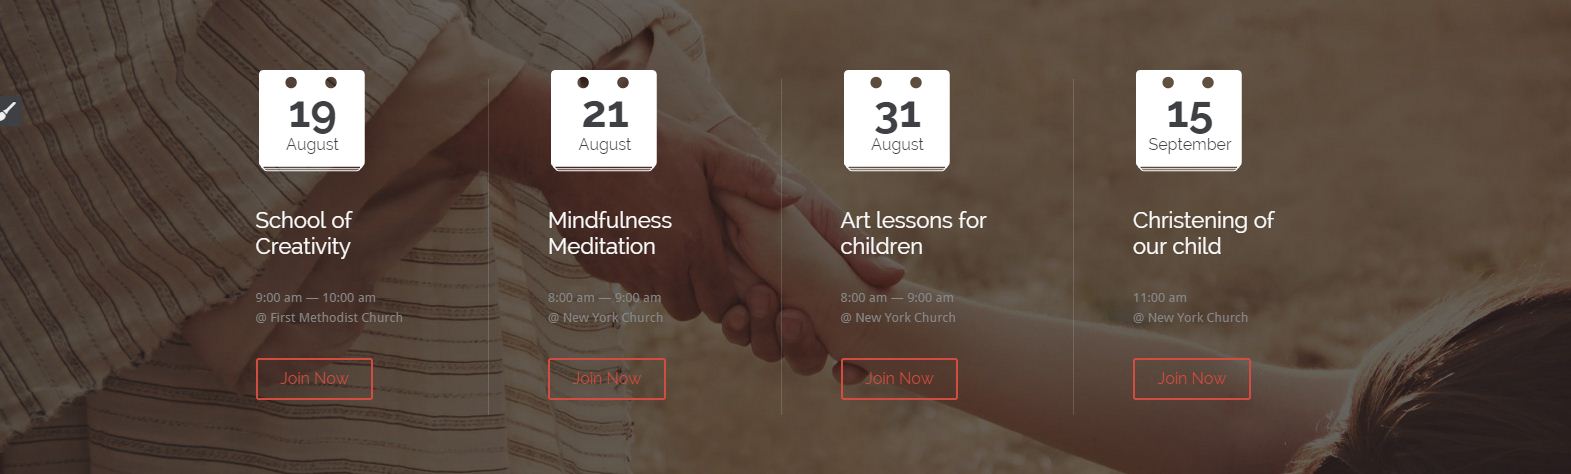 19
August
School of
Creativity
9:00 am — 10:00 am
@ First Methodist Church
Join Now
21
August
Mindfulness
Meditation
8:00 am — 9:00 am
@ New York Church
Join Now
31
August
Art lessons for
children
8:00 am — 9:00 am
@ New York Church
Join Now
15
September
Christening of
our child
11:00 am
@ New York Church
Join Now